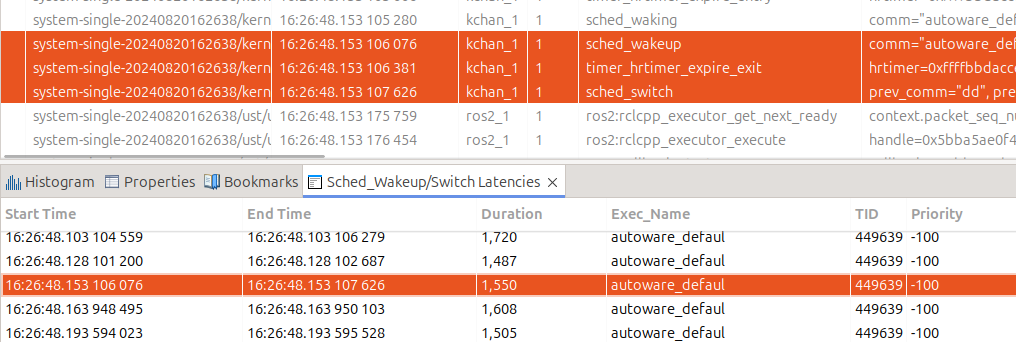 system-single-20240820162638/kern 16:26:48.153 105 280 kchan_1 1 sched_waking comm="autoware_def
system-single-20240820162638/kern 16:26:48.153 106 076 kchan_1 1 sched_wakeup comm="autoware_def
system-single-20240820162638/kern 16:26:48.153 106 381 kchan_1 1 timer_hrtimer_expire_exit hrtimer=0xffffbbdacce
system-single-20240820162638/kern 16:26:48.153 107 626 kchan_1 1 sched_switch prev_comm="dd", pre
system-single-20240820162638/ust/u 16:26:48.153 175 759 ros2_1 1 ros2:rclcpp_executor_get_next_ready context.packet_seq_nu
system-single-20240820162638/ust/u 16:26:48.153 176 454 ros2_1 1 ros2:rclcpp_executor_execute handle=0x5bba5ae0f4
Histogram Properties Bookmarks Sched_Wakeup/Switch Latencies
Start Time End Time Duration Exec_Name TID Priority
16:26:48.103 104 559 16:26:48.103 106 279 1,720 autoware_defaul 449639 -100
16:26:48.128 101 200 16:26:48.128 102 687 1,487 autoware_defaul 449639 -100
16:26:48.153 106 076 16:26:48.153 107 626 1,550 autoware_defaul 449639 -100
16:26:48.163 948 495 16:26:48.163 950 103 1,608 autoware_defaul 449639 -100
16:26:48.193 594 023 16:26:48.193 595 528 1,505 autoware_defaul 449639 -100